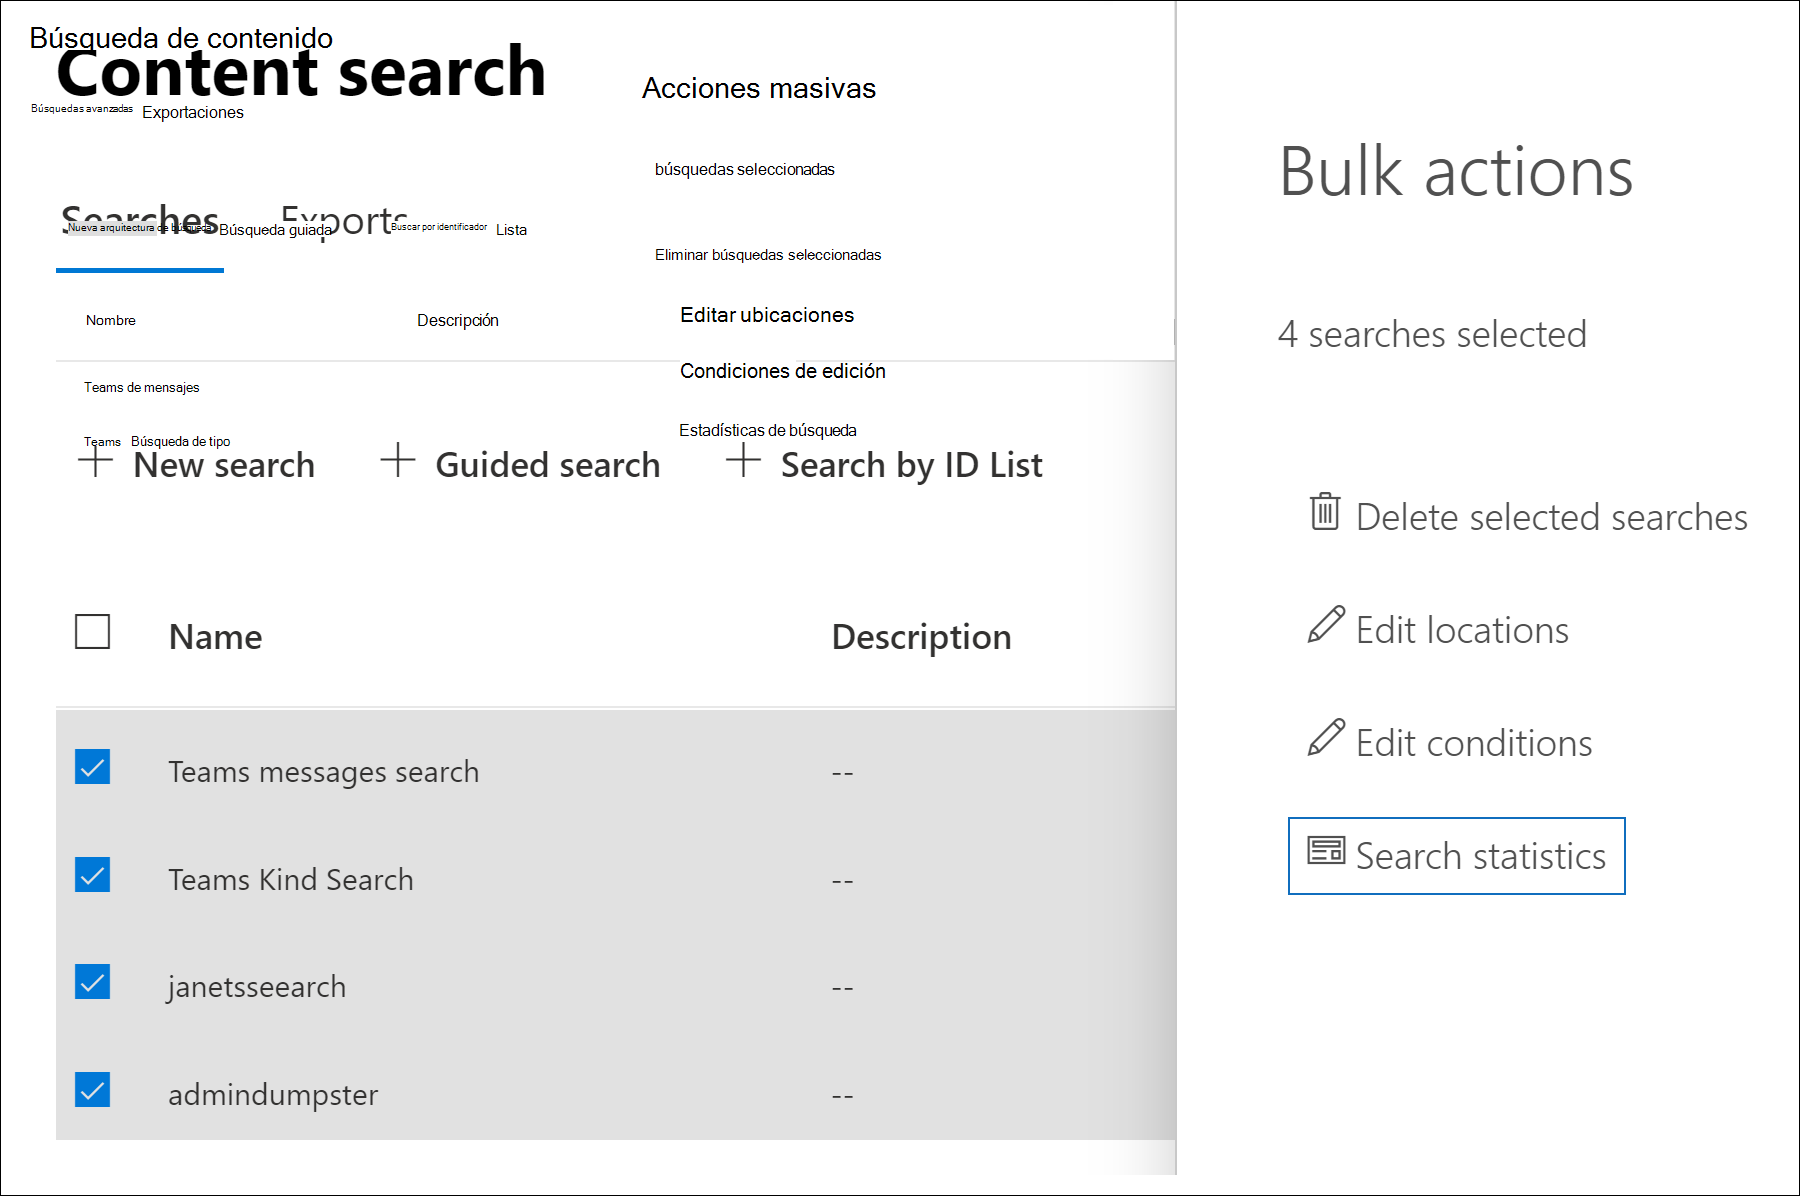 Búsqueda de contenido
Content search
Búsquedas avanzadas Exportaciones
Acciones masivas
búsquedas seleccionadas
Searches Exports
Nueva arquitectura de búsqueda Búsqueda guiada Buscar por identificador Lista
Eliminar búsquedas seleccionadas
Nombre Descripción
Editar ubicaciones
Condiciones de edición
Teams de mensajes
Estadísticas de búsqueda
Teams Búsqueda de tipo
New search Guided search Search by ID List
Name Description
Teams messages search --
Teams Kind Search --
janetsseearch --
admindumpster --
Bulk actions
4 searches selected
Delete selected searches
Edit locations
Edit conditions
Search statistics